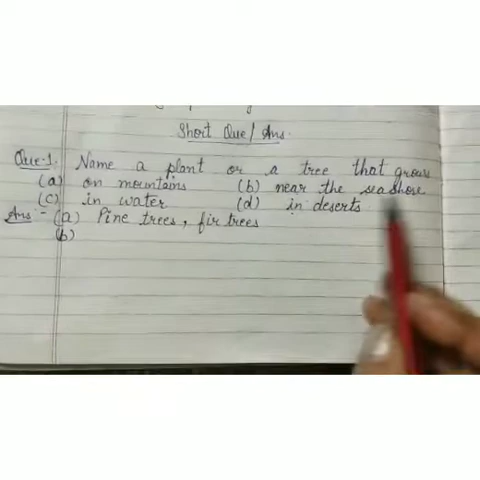 Short Que/Ans.
Que-1. Name a plant or a tree that grows
(a) on mountains (b) near the seashore
(c) in water (d) in deserts
Ans:- (a) Pine trees, fir trees
(b)